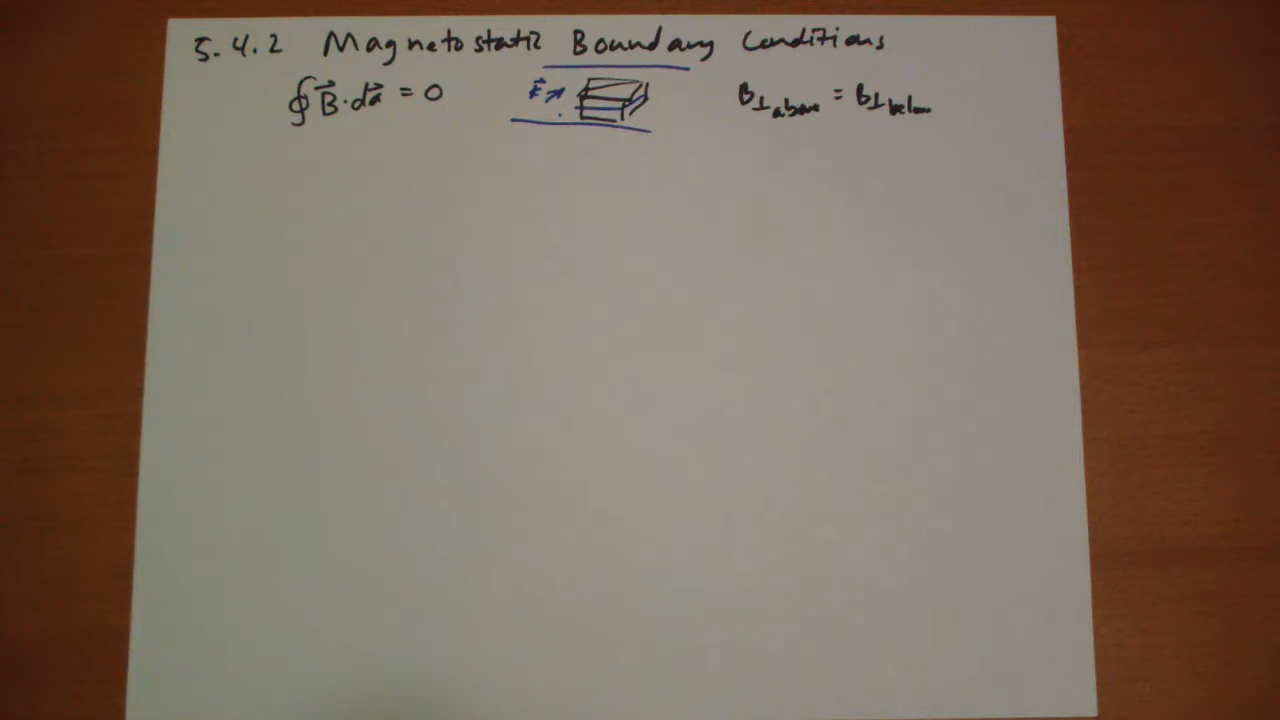 5.4.2 Magnetostatic Boundary Conditions
∮B⃗·da⃗ = 0 K⃗ B⊥above = B⊥below